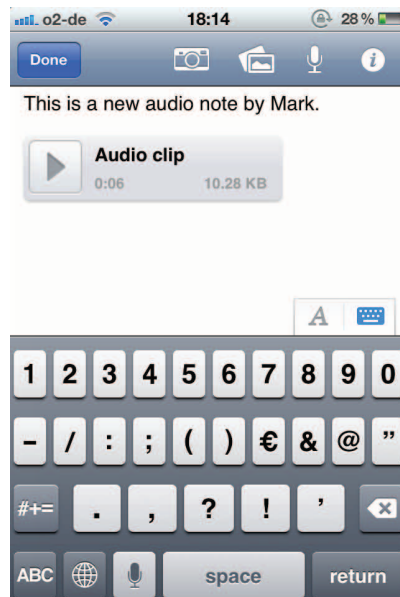 o2-de 18:14 28 %
Done
This is a new audio note by Mark.
Audio clip
0:06 10.28 KB
A
1 2 3 4 5 6 7 8 9 0
- / : ; ( ) € & @ ”
#+= . , ? ! ’
ABC space return